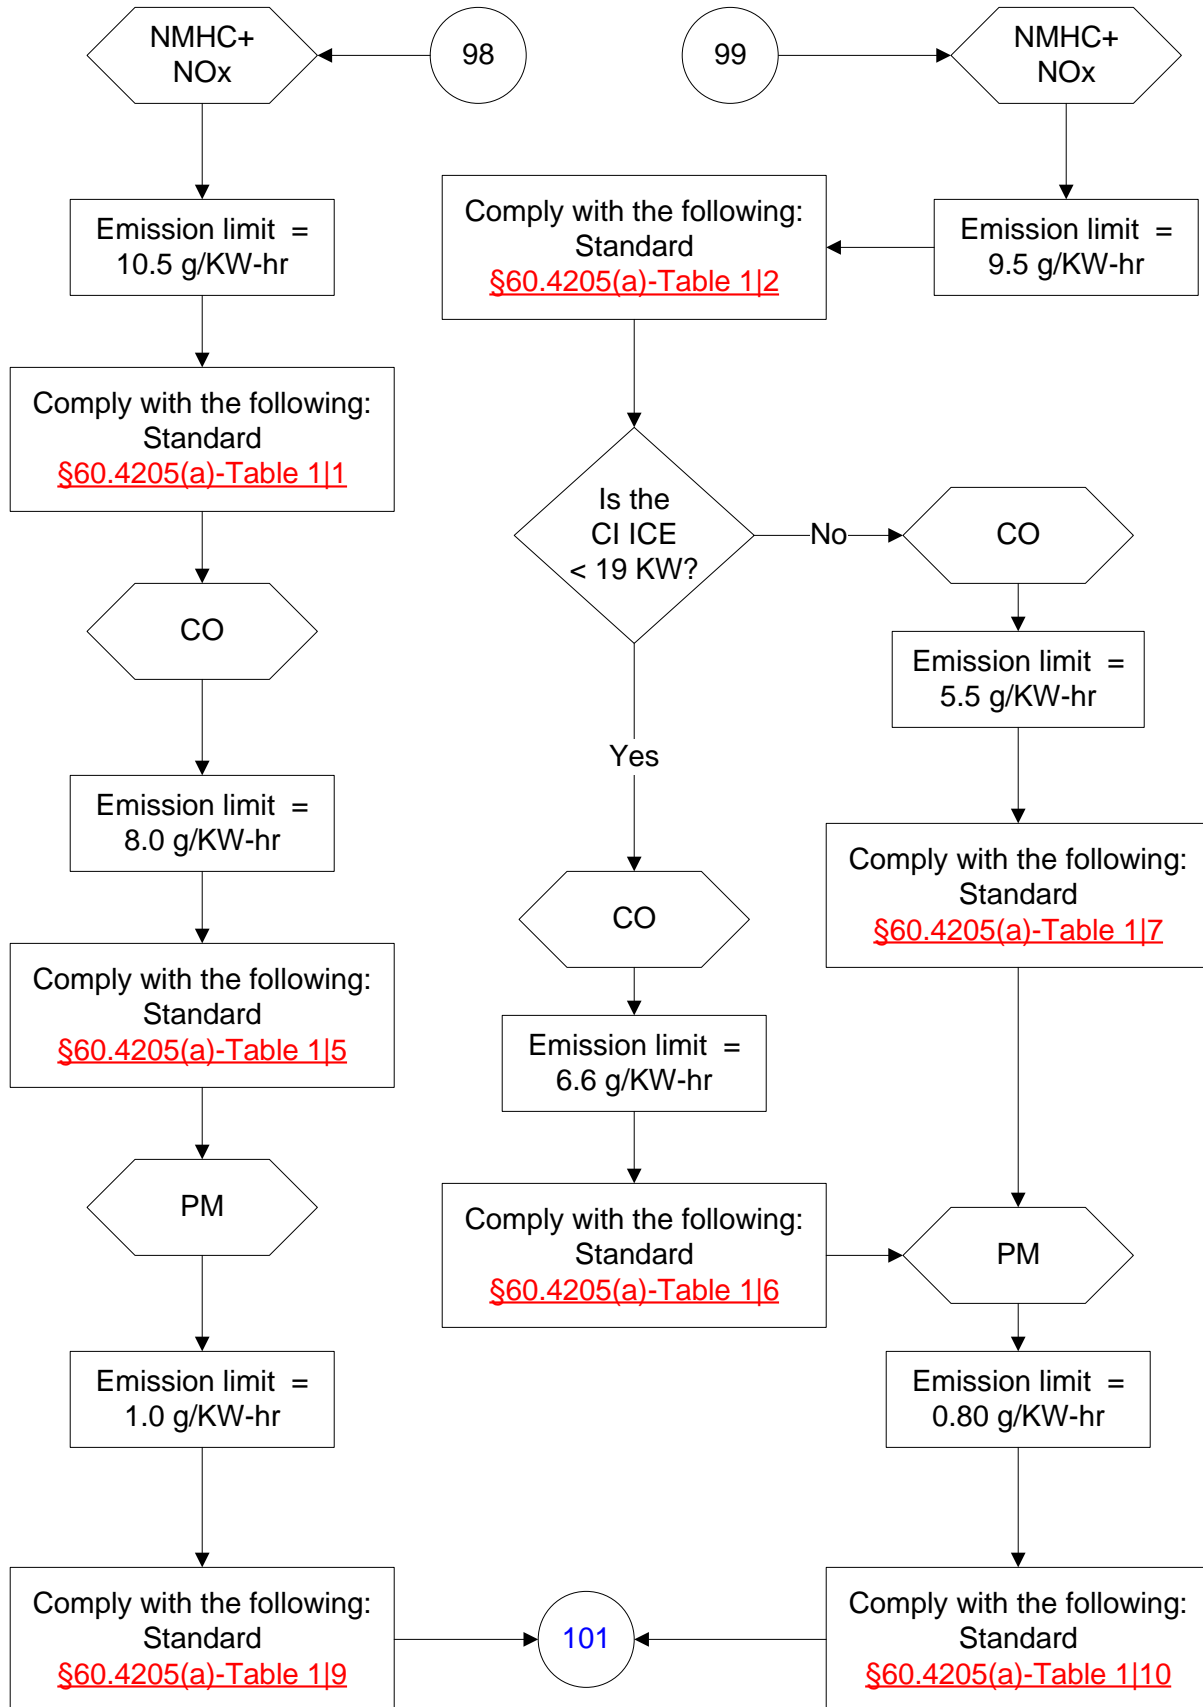 NMHC+
NOx
98
99
NMHC+
NOx
Emission limit =
10.5 g/KW-hr
Comply with the following:
Standard
§60.4205(a)-Table 1|2
Emission limit =
9.5 g/KW-hr
Comply with the following:
Standard
§60.4205(a)-Table 1|1
Is the
CI ICE
< 19 KW?
No
CO
CO
Emission limit =
5.5 g/KW-hr
Yes
Emission limit =
8.0 g/KW-hr
Comply with the following:
Standard
§60.4205(a)-Table 1|7
CO
Comply with the following:
Standard
§60.4205(a)-Table 1|5
Emission limit =
6.6 g/KW-hr
PM
Comply with the following:
Standard
§60.4205(a)-Table 1|6
PM
Emission limit =
1.0 g/KW-hr
Emission limit =
0.80 g/KW-hr
Comply with the following:
Standard
§60.4205(a)-Table 1|9
101
Comply with the following:
Standard
§60.4205(a)-Table 1|10